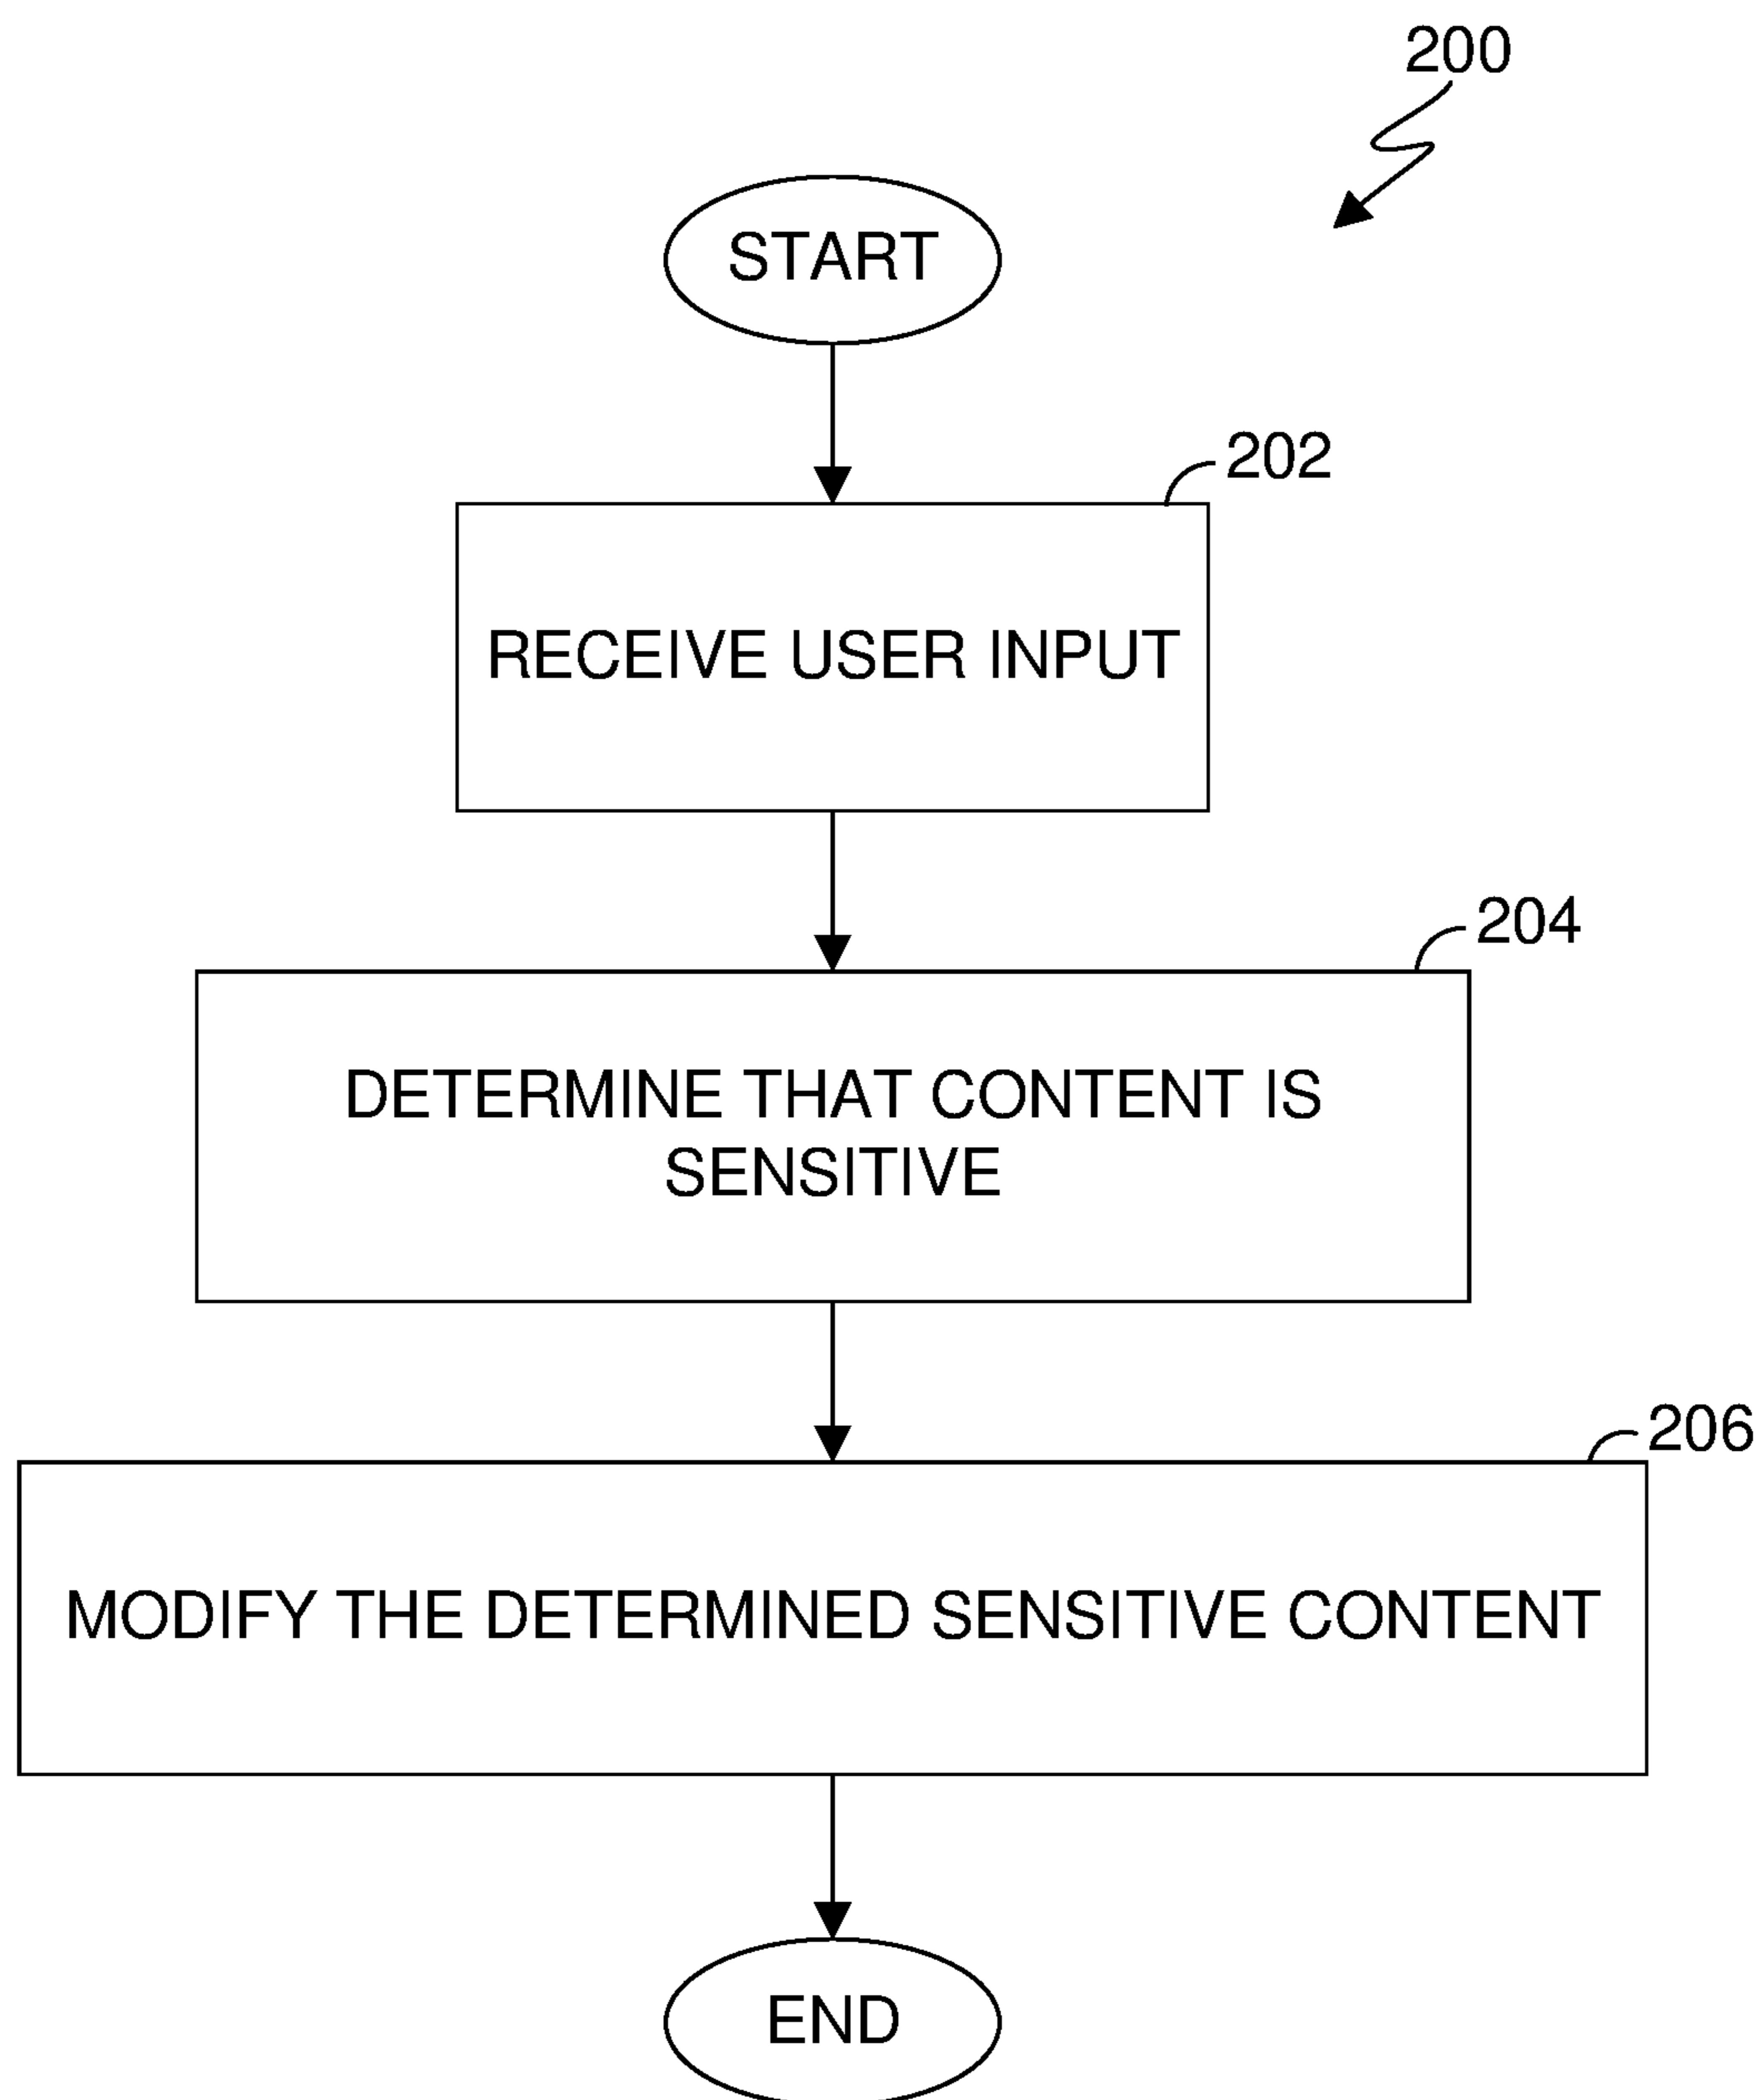 200
START
202
RECEIVE USER INPUT
204
DETERMINE THAT CONTENT IS
SENSITIVE
206
MODIFY THE DETERMINED SENSITIVE CONTENT
END